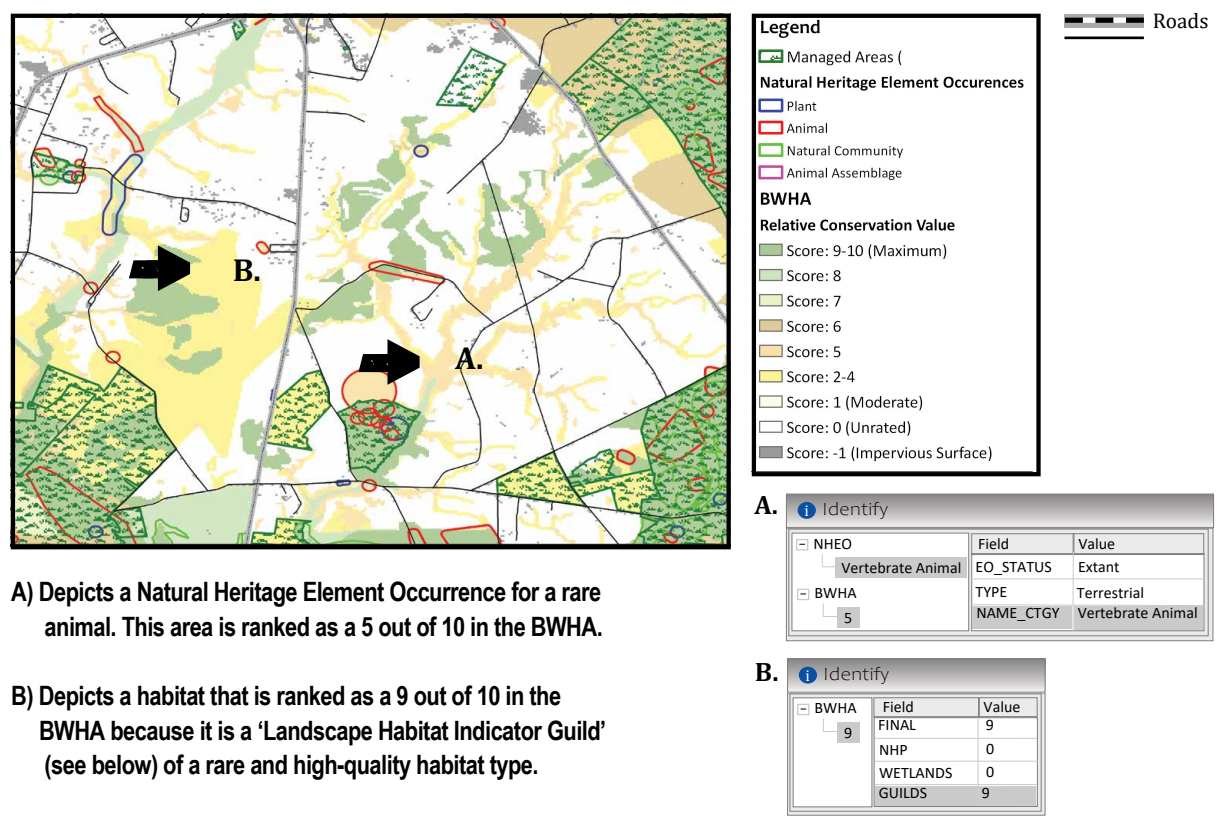 Roads
Legend
Managed Areas (
Natural Heritage Element Occurences
Plant
Animal
Natural Community
Animal Assemblage
BWHA
Relative Conservation Value
Score: 9-10 (Maximum)
Score: 8
Score: 7
Score: 6
Score: 5
Score: 2-4
Score: 1 (Moderate)
Score: 0 (Unrated)
Score: -1 (Impervious Surface)
B.
A.
A.
Identify
NHEO
Vertebrate Animal
BWHA
5
Field Value
EO_STATUS Extant
TYPE Terrestrial
NAME_CTGY Vertebrate Animal
A) Depicts a Natural Heritage Element Occurrence for a rare
animal. This area is ranked as a 5 out of 10 in the BWHA.
B) Depicts a habitat that is ranked as a 9 out of 10 in the
BWHA because it is a ‘Landscape Habitat Indicator Guild’
(see below) of a rare and high-quality habitat type.
B.
Identify
BWHA
9
Field Value
FINAL 9
NHP 0
WETLANDS 0
GUILDS 9